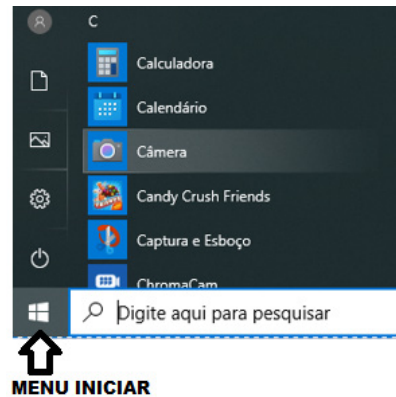 C
Calculadora
Calendário
Câmera
Candy Crush Friends
Captura e Esboço
ChromaCam
Digite aqui para pesquisar
MENU INICIAR